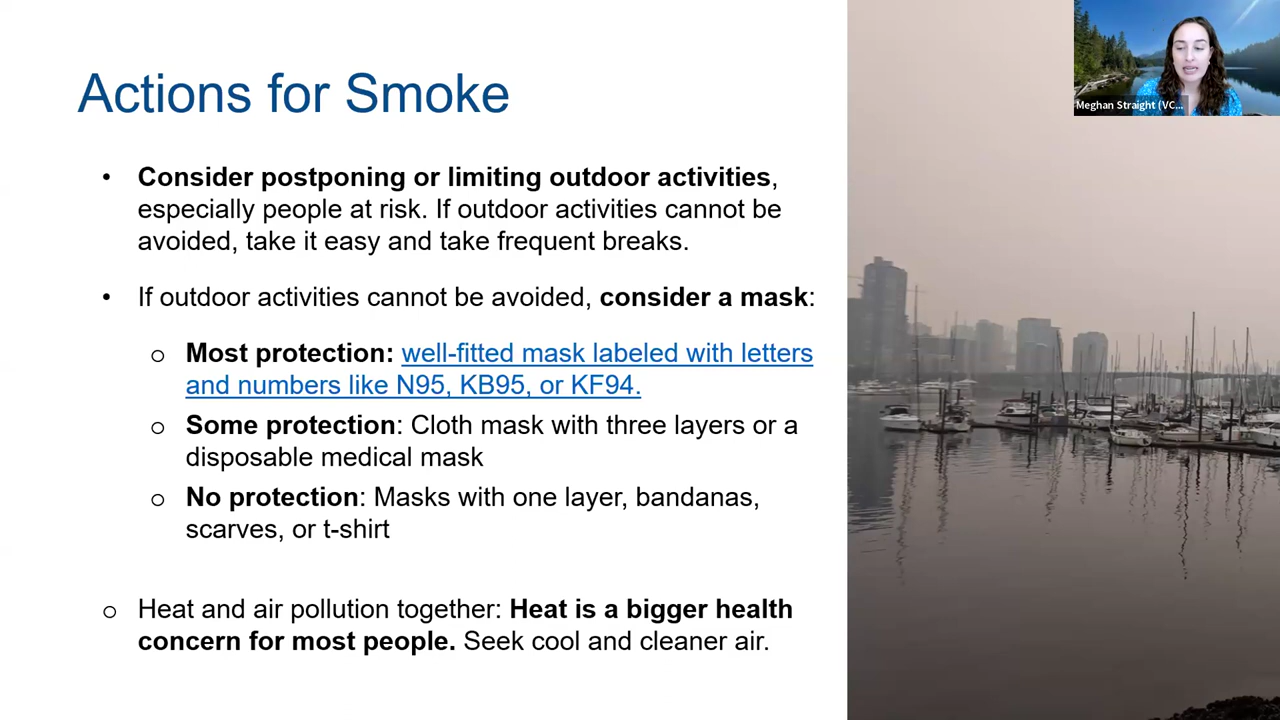 Actions for Smoke
• Consider postponing or limiting outdoor activities,
especially people at risk. If outdoor activities cannot be
avoided, take it easy and take frequent breaks.
• If outdoor activities cannot be avoided, consider a mask:
o Most protection: well-fitted mask labeled with letters
and numbers like N95, KB95, or KF94.
o Some protection: Cloth mask with three layers or a
disposable medical mask
o No protection: Masks with one layer, bandanas,
scarves, or t-shirt
o Heat and air pollution together: Heat is a bigger health
concern for most people. Seek cool and cleaner air.
Meghan Straight (VC...